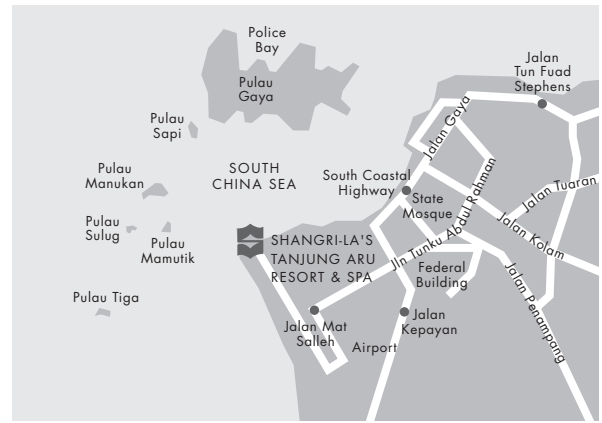 Police
Bay
Pulau
Gaya
Jalan
Tun Fuad
Stephens
Pulau
Sapi
Jalan Gaya
SOUTH
CHINA SEA
Pulau
Manukan
South Coastal
Highway
State
Mosque
Jalan Tuaran
Jln Tunku Abdul Rahman
Jalan Kolam
Pulau
Sulug
Pulau
Mamutik
SHANGRI-LA'S
TANJUNG ARU
RESORT & SPA
Federal
Building
Jalan Penampang
Pulau Tiga
Jalan Mat
Salleh
Jalan
Kepayan
Airport